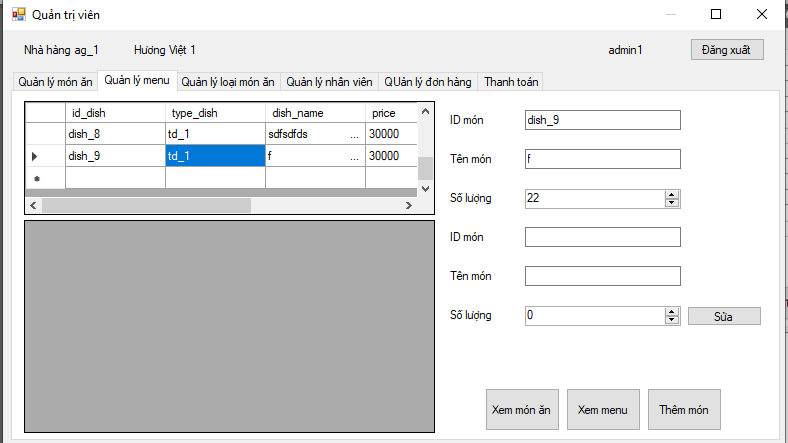 Quản trị viên
Nhà hàng ag_1 Hương Việt 1 admin1 Đăng xuất
Quản lý món ăn Quản lý menu Quản lý loại món ăn Quản lý nhân viên QUản lý đơn hàng Thanh toán
id_dish type_dish dish_name price
dish_8 td_1 sdfsdfds ... 30000
dish_9 td_1 f ... 30000
ID món dish_9
Tên món f
Số lượng 22
ID món
Tên món
Số lượng 0 Sửa
Xem món ăn Xem menu Thêm món